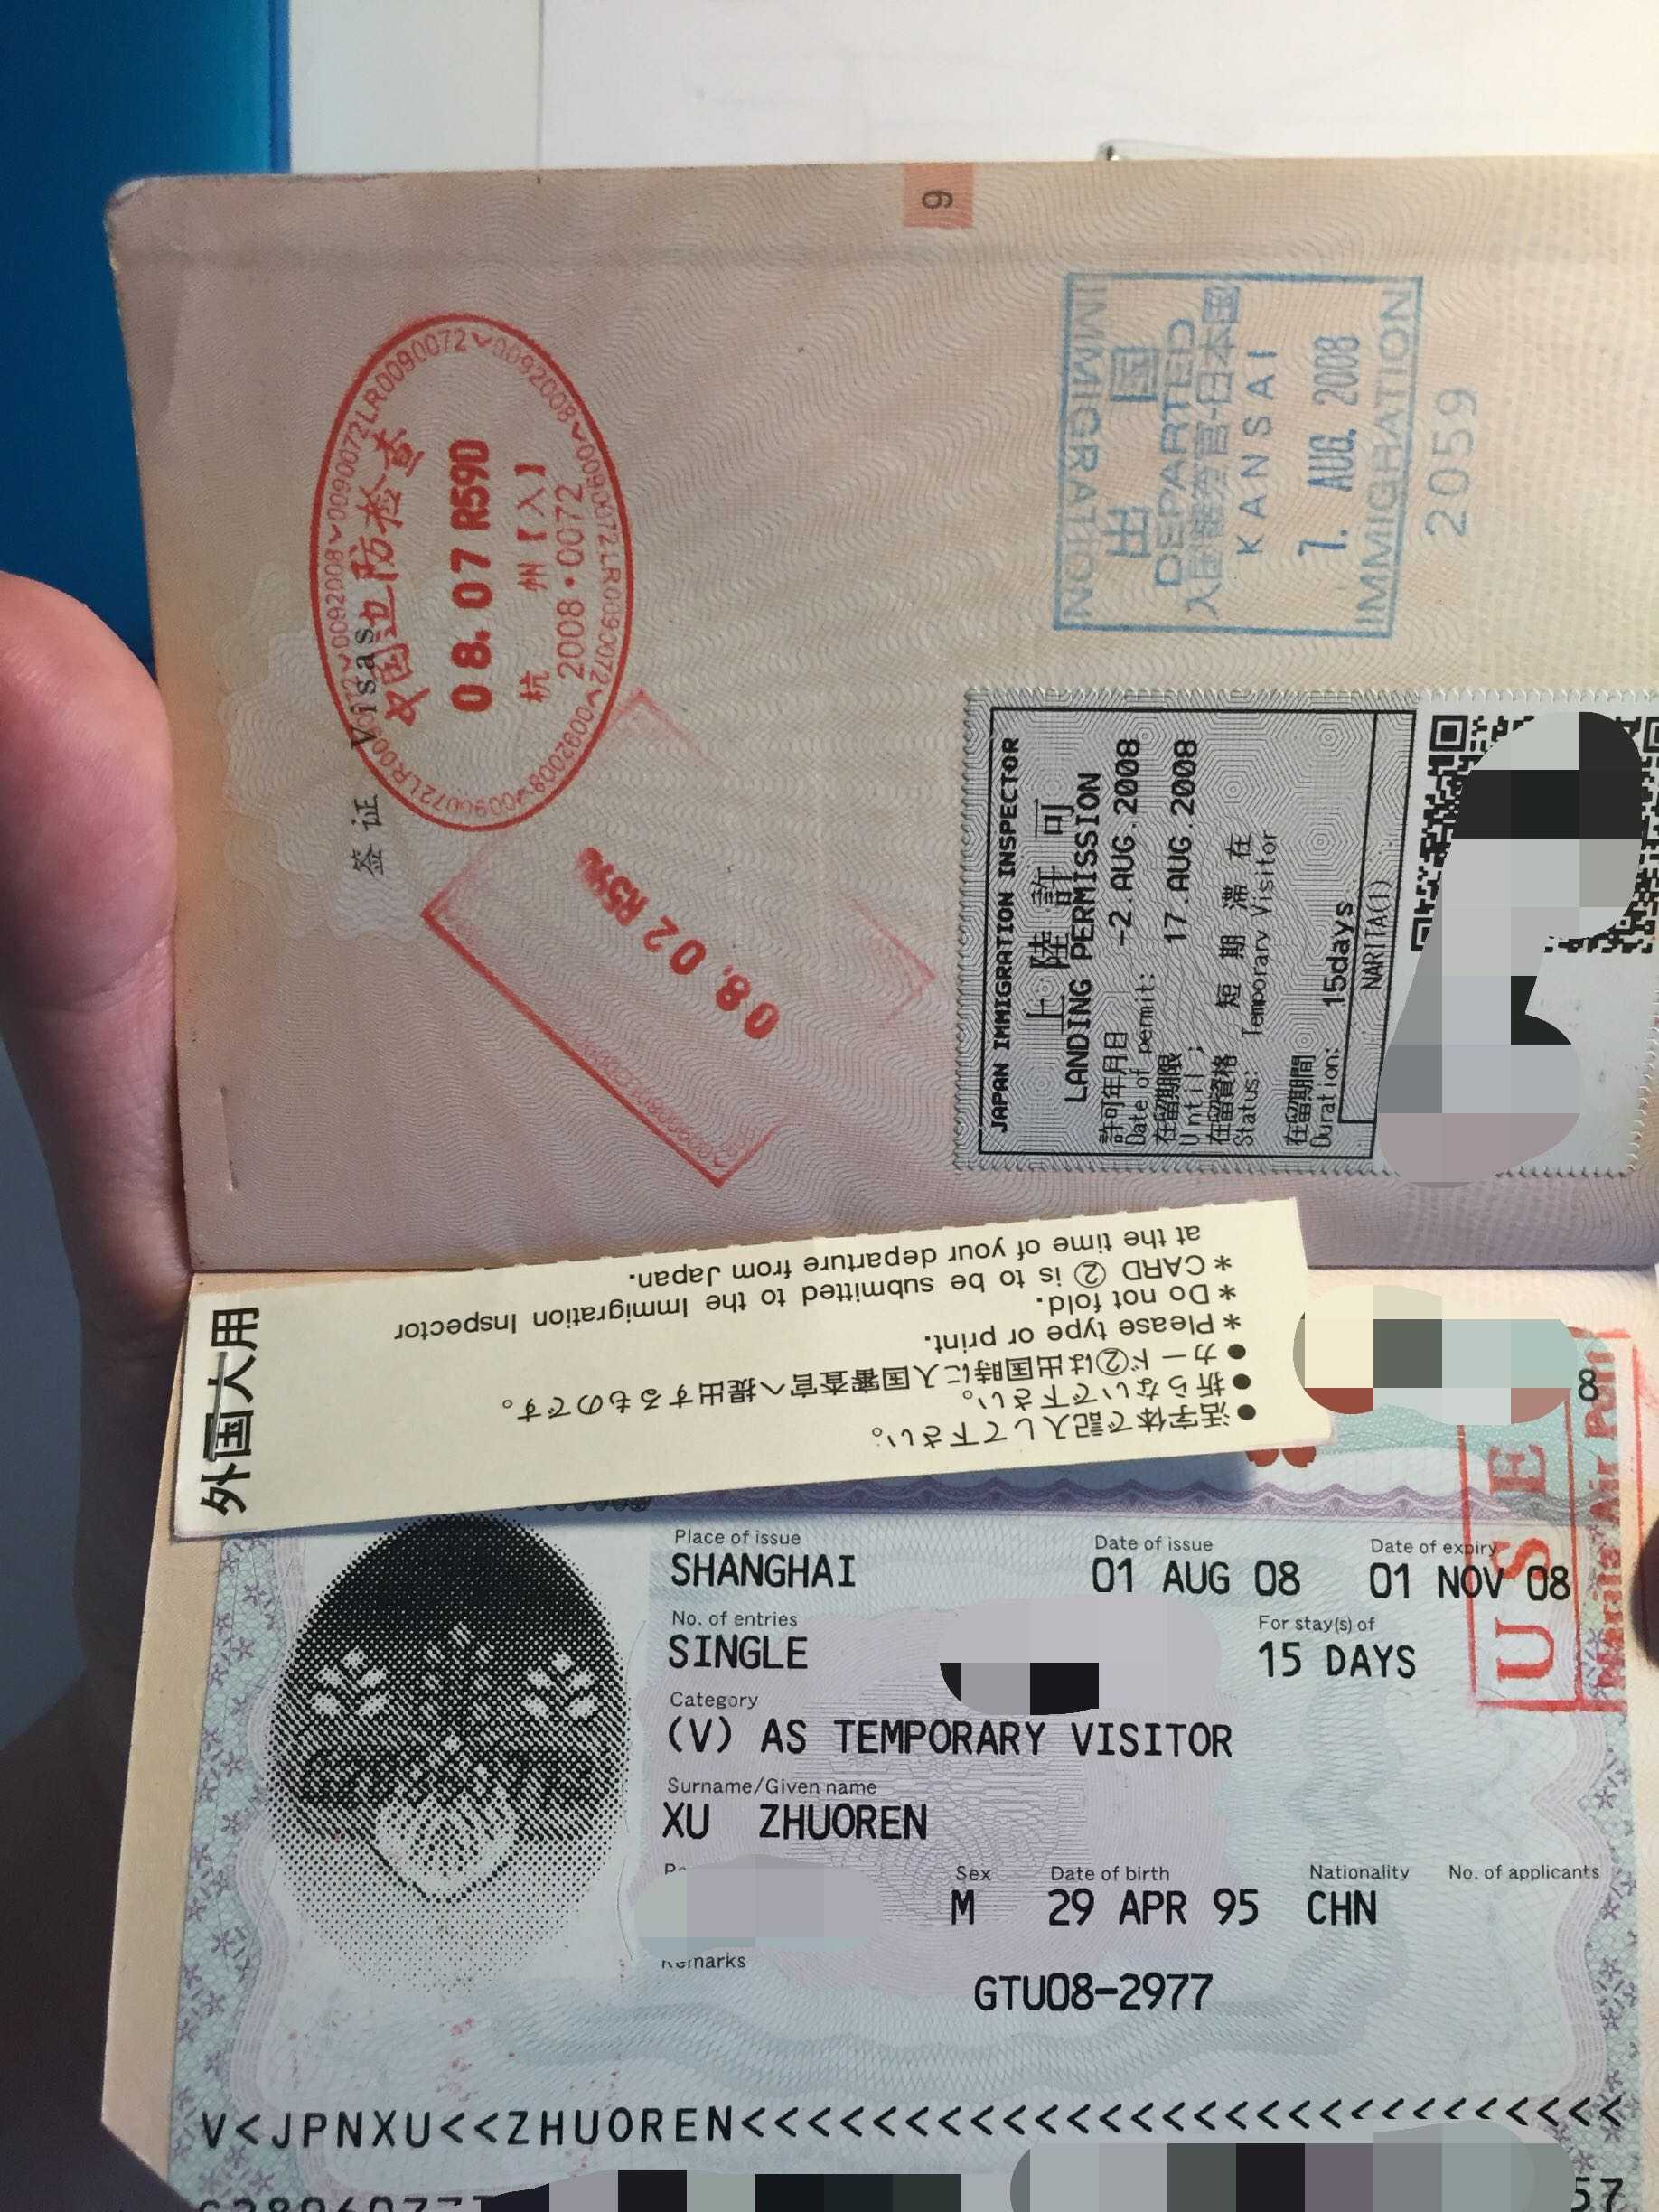 9
签证 Visas
中国边防检查
08.07 R590
杭 州【入】
2008·0072
08.02 R590
IMMIGRATION
出 国
DEPARTED
入国審査官-日本国
KANSAI
7. AUG. 2008
IMMIGRATION
2059
JAPAN IMMIGRATION INSPECTOR
上 陸 許 可
LANDING PERMISSION
許可年月日
Date of permit: -2.AUG.2008
在留期限
Until: 17.AUG.2008
在留資格 短 期 滞 在
Status: Temporary Visitor
在留期間
Duration: 15days
NARITA(1)
外国人用
●活字体で記入して下さい。
●折らないで下さい。
●カード②は出国時に入国審査官へ提出するものです。
*Please type or print.
*Do not fold.
*CARD ② is to be submitted to the Immigration Inspector
at the time of your departure from Japan.
8
USE
Narita Air Port
Place of issue Date of issue Date of expiry
SHANGHAI 01 AUG 08 01 NOV 08
No. of entries For stay(s) of
SINGLE 15 DAYS
Category
(V) AS TEMPORARY VISITOR
Surname/Given name
XU ZHUOREN
Sex Date of birth Nationality No. of applicants
M 29 APR 95 CHN
Remarks
GTU08-2977
V<JPNXU<<ZHUOREN<<<<<<<<<<<<<<<<<<<<<<<<<<<<
57